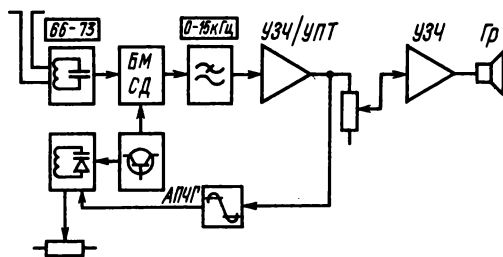 66-73
БМ
СД
0-15кГц
УЗЧ/УПТ
УЗЧ
Гр
АПЧГ